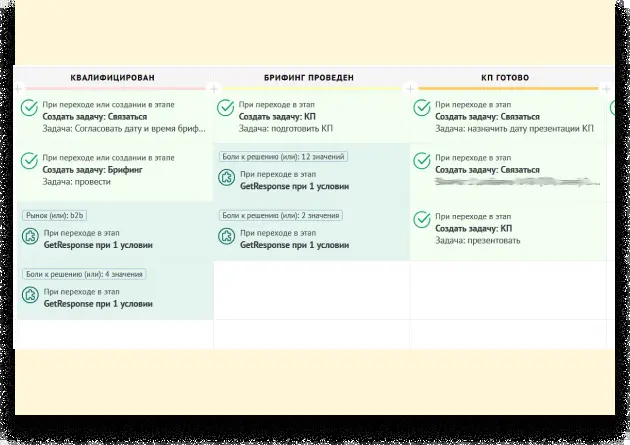 КВАЛИФИЦИРОВАН
При переходе или создании в этапе
Создать задачу: Связаться
Задача: Согласовать дату и время бриф...
При переходе или создании в этапе
Создать задачу: Брифинг
Задача: провести
Рынок (или): b2b
При переходе в этап
GetResponse при 1 условии
Боли к решению (или): 4 значения
При переходе в этап
GetResponse при 1 условии
БРИФИНГ ПРОВЕДЕН
При переходе в этап
Создать задачу: КП
Задача: подготовить КП
Боли к решению (или): 12 значений
При переходе в этап
GetResponse при 1 условии
Боли к решению (или): 2 значения
При переходе в этап
GetResponse при 1 условии
КП ГОТОВО
При переходе в этап
Создать задачу: Связаться
Задача: назначить дату презентации КП
При переходе в этап
Создать задачу: Связаться
При переходе в этап
Создать задачу: КП
Задача: презентовать